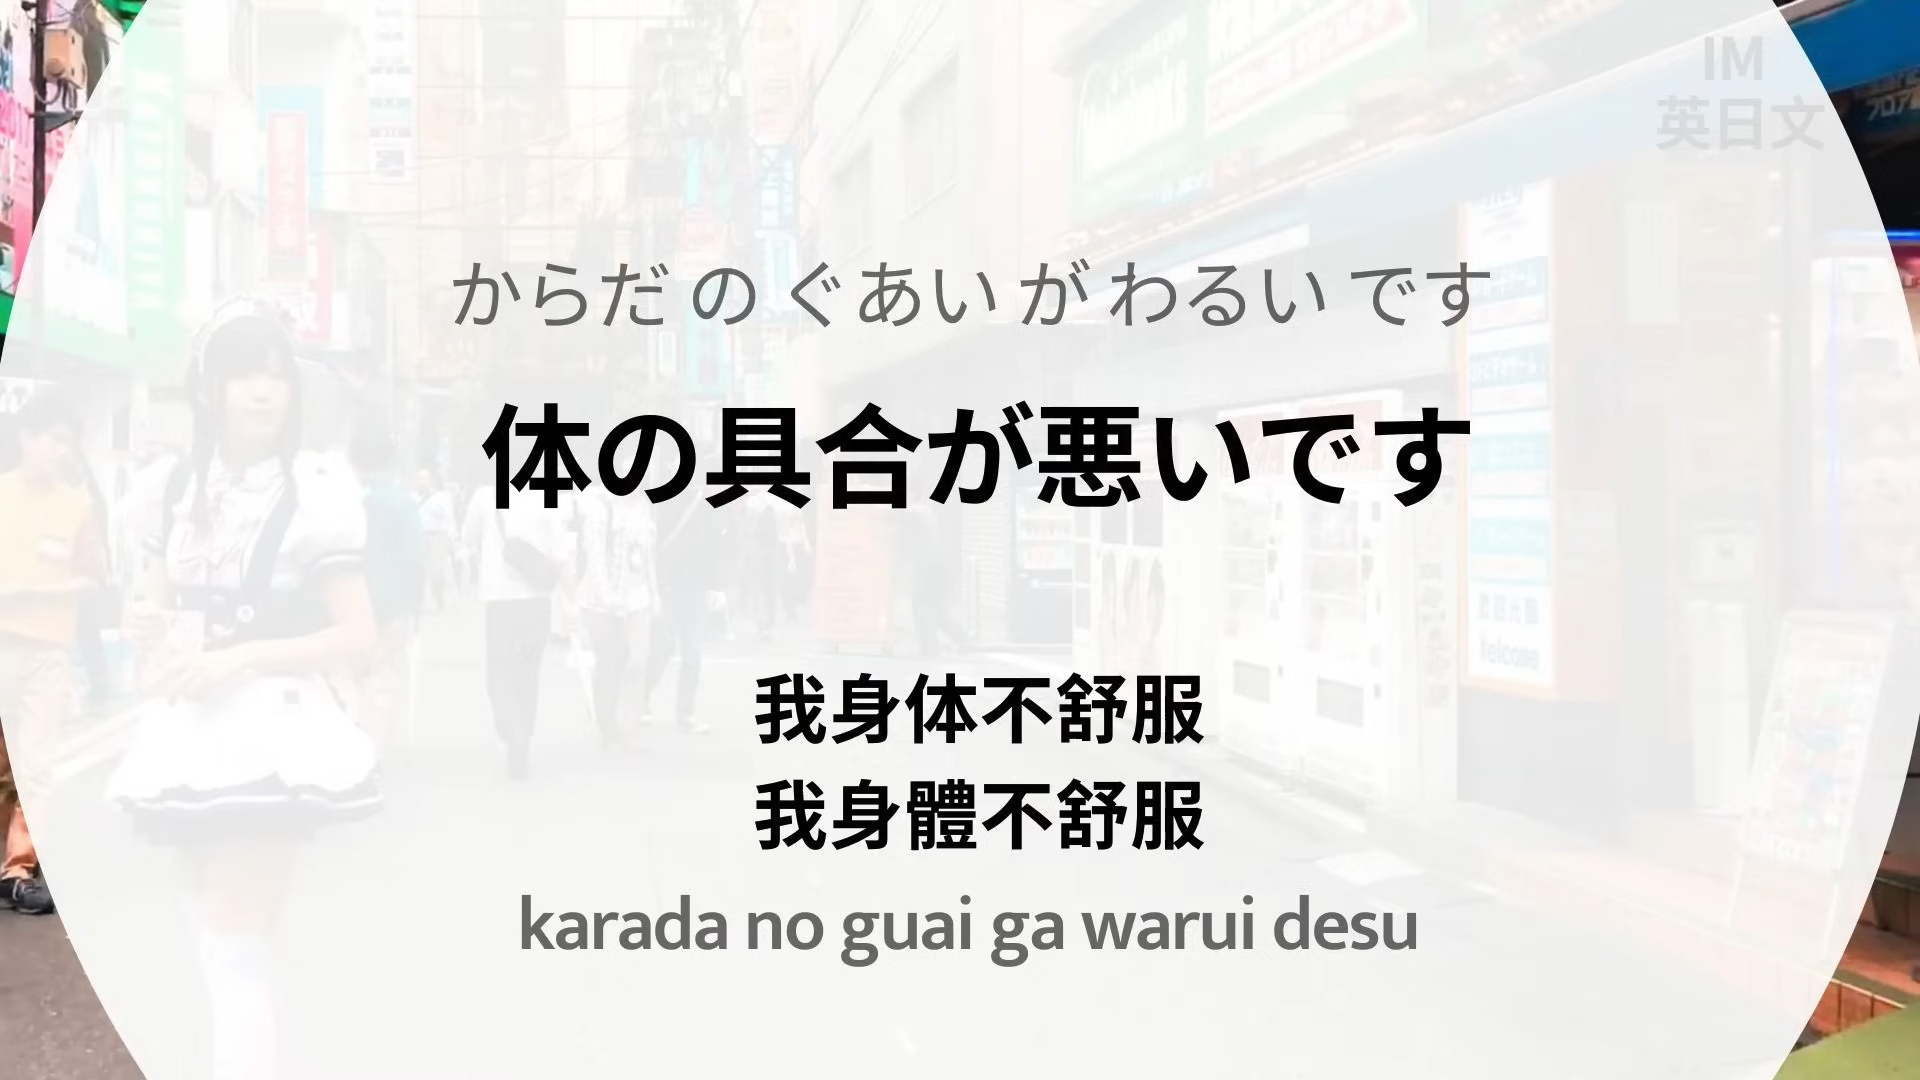 IM
英日文
からだ の ぐあい が わるい です
体の具合が悪いです
我身体不舒服
我身體不舒服
karada no guai ga warui desu
welcome